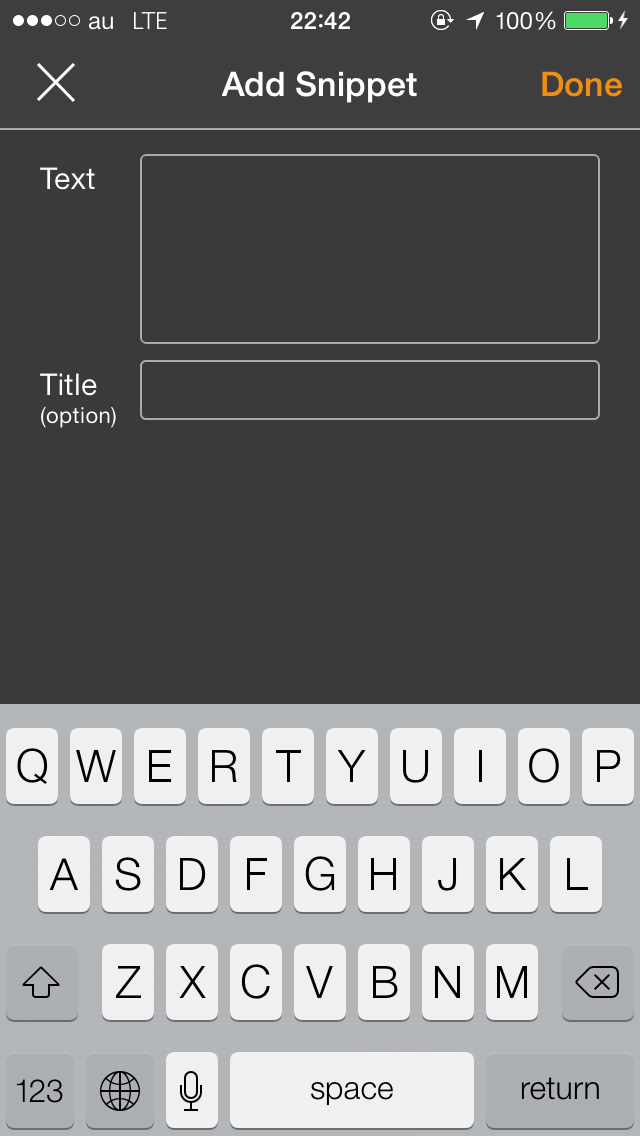 au LTE 22:42 100%
Add Snippet Done
Text
Title
(option)
Q W E R T Y U I O P
A S D F G H J K L
Z X C V B N M
123 space return